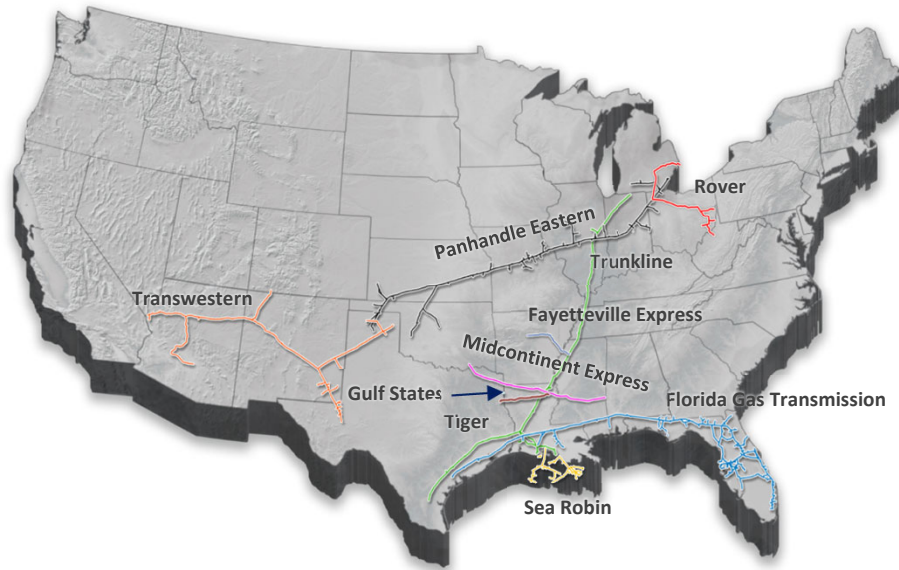 Rover
Panhandle Eastern
Trunkline
Transwestern
Fayetteville Express
Midcontinent Express
Gulf States
Florida Gas Transmission
Tiger
Sea Robin